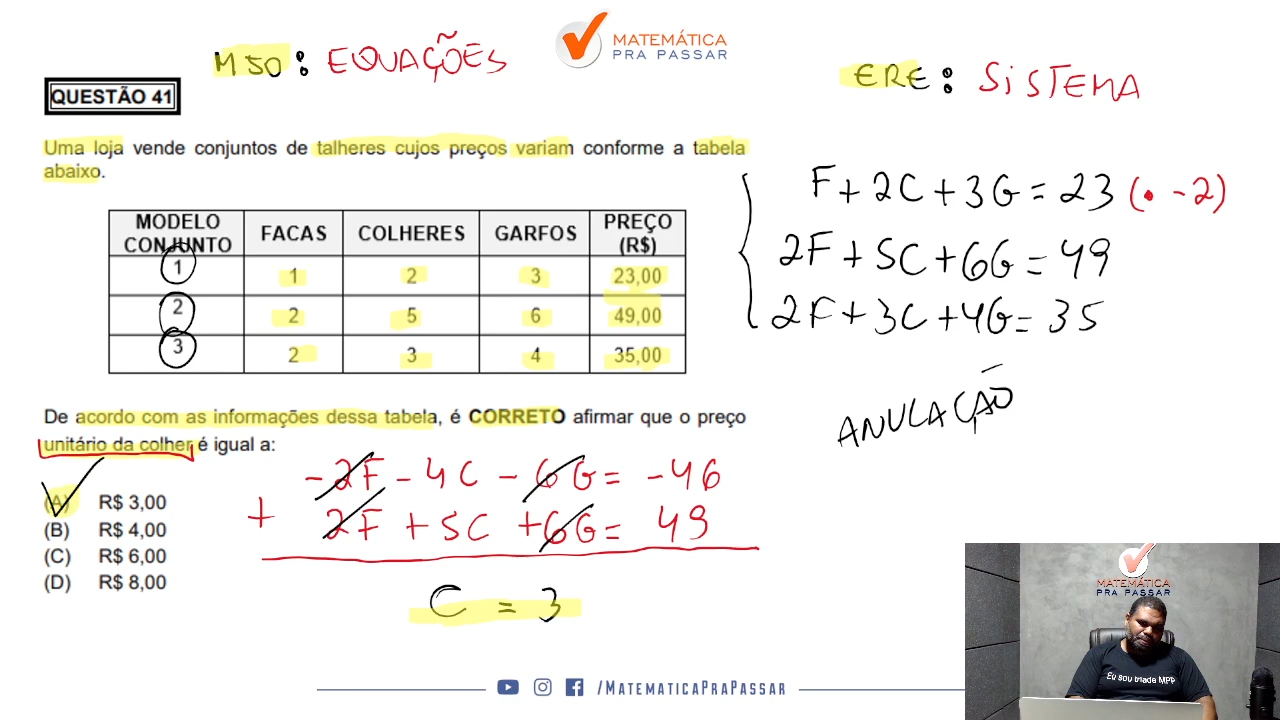 MATEMÁTICA
PRA PASSAR
M50: EQUAÇÕES
ERE: SISTEMA
QUESTÃO 41
Uma loja vende conjuntos de talheres cujos preços variam conforme a tabela
abaixo.
MODELO CONJUNTO FACAS COLHERES GARFOS PREÇO (R$)
1 1 2 3 23,00
2 2 5 6 49,00
3 2 3 4 35,00
F + 2C + 3G = 23 (· -2)
2F + 5C + 6G = 49
2F + 3C + 4G = 35
ANULAÇÃO
De acordo com as informações dessa tabela, é CORRETO afirmar que o preço
unitário da colher é igual a:
(A) R$ 3,00
(B) R$ 4,00
(C) R$ 6,00
(D) R$ 8,00
-2F - 4C - 6G = -46
+ 2F + 5C + 6G = 49
C = 3
MATEMÁTICA
PRA PASSAR
Eu sou tríade MPP
/MATEMATICAPRAPASSAR